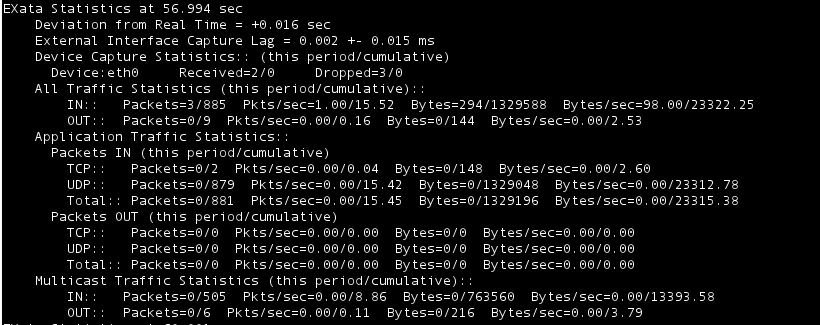 EXata Statistics at 56.994 sec
Deviation from Real Time = +0.016 sec
External Interface Capture Lag = 0.002 +- 0.015 ms
Device Capture Statistics:: (this period/cumulative)
Device:eth0 Received=2/0 Dropped=3/0
All Traffic Statistics (this period/cumulative)::
IN:: Packets=3/885 Pkts/sec=1.00/15.52 Bytes=294/1329588 Bytes/sec=98.00/23322.25
OUT:: Packets=0/9 Pkts/sec=0.00/0.16 Bytes=0/144 Bytes/sec=0.00/2.53
Application Traffic Statistics::
Packets IN (this period/cumulative)
TCP:: Packets=0/2 Pkts/sec=0.00/0.04 Bytes=0/148 Bytes/sec=0.00/2.60
UDP:: Packets=0/879 Pkts/sec=0.00/15.42 Bytes=0/1329048 Bytes/sec=0.00/23312.78
Total:: Packets=0/881 Pkts/sec=0.00/15.45 Bytes=0/1329196 Bytes/sec=0.00/23315.38
Packets OUT (this period/cumulative)
TCP:: Packets=0/0 Pkts/sec=0.00/0.00 Bytes=0/0 Bytes/sec=0.00/0.00
UDP:: Packets=0/0 Pkts/sec=0.00/0.00 Bytes=0/0 Bytes/sec=0.00/0.00
Total:: Packets=0/0 Pkts/sec=0.00/0.00 Bytes=0/0 Bytes/sec=0.00/0.00
Multicast Traffic Statistics (this period/cumulative)::
IN:: Packets=0/505 Pkts/sec=0.00/8.86 Bytes=0/763560 Bytes/sec=0.00/13393.58
OUT:: Packets=0/6 Pkts/sec=0.00/0.11 Bytes=0/216 Bytes/sec=0.00/3.79